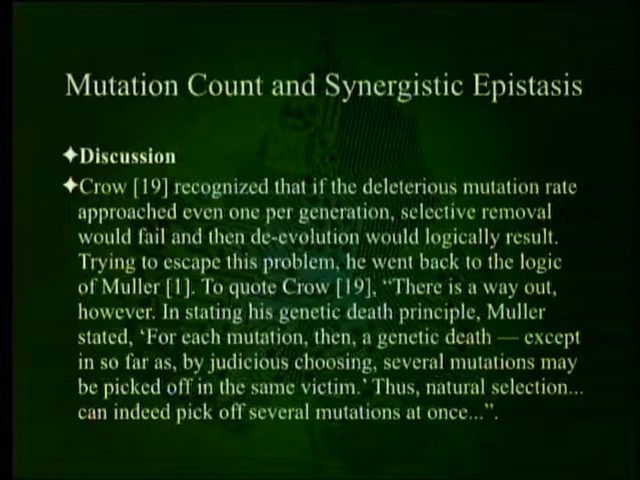 Mutation Count and Synergistic Epistasis
✦Discussion
✦Crow [19] recognized that if the deleterious mutation rate
approached even one per generation, selective removal
would fail and then de-evolution would logically result.
Trying to escape this problem, he went back to the logic
of Muller [1]. To quote Crow [19], “There is a way out,
however. In stating his genetic death principle, Muller
stated, ‘For each mutation, then, a genetic death — except
in so far as, by judicious choosing, several mutations may
be picked off in the same victim.’ Thus, natural selection...
can indeed pick off several mutations at once...”.